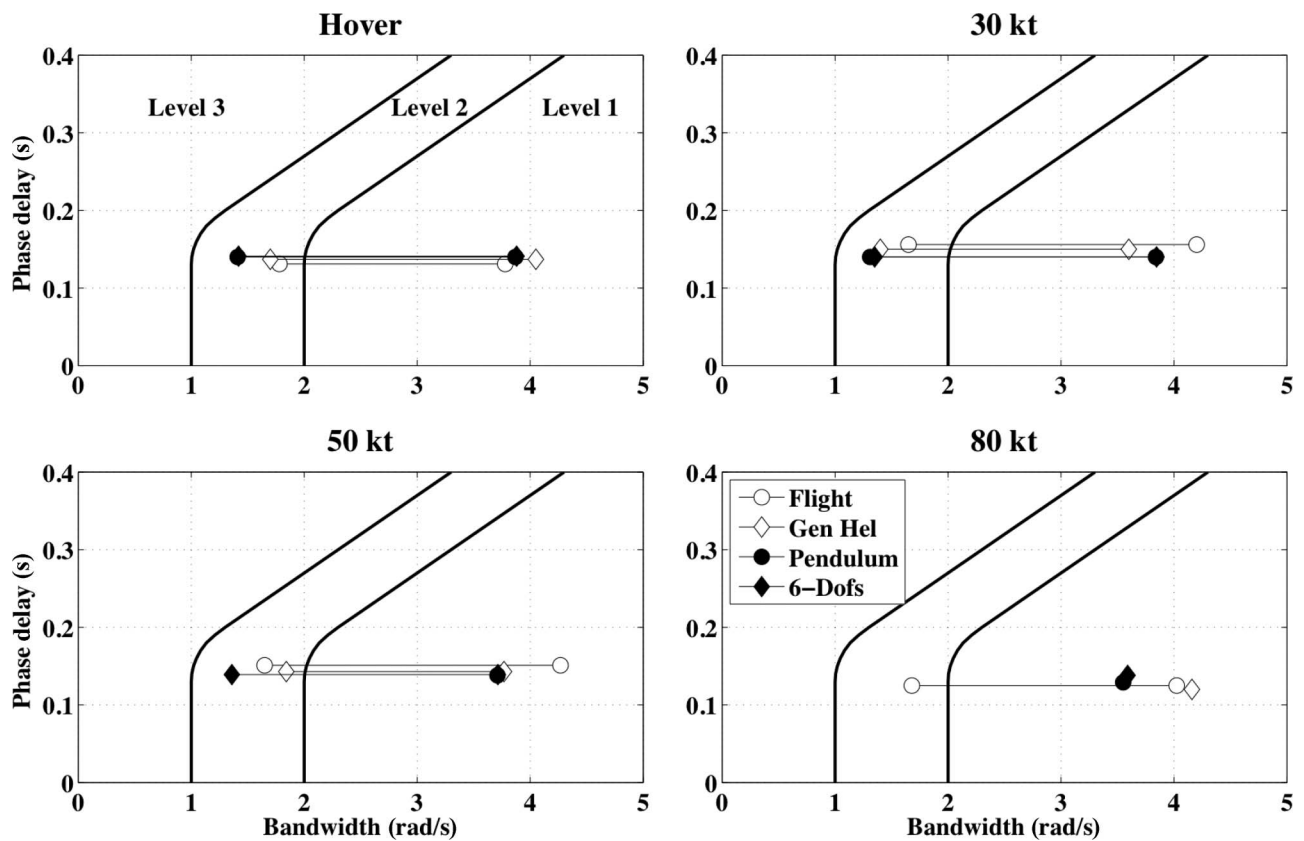 Hover
0.4
0.3
0.2
0.1
0
Phase delay (s)
Level 3
Level 2
Level 1
0 1 2 3 4 5
30 kt
0.4
0.3
0.2
0.1
0
0 1 2 3 4 5
50 kt
0.4
0.3
0.2
0.1
0
Phase delay (s)
0 1 2 3 4 5
Bandwidth (rad/s)
80 kt
0.4
0.3
0.2
0.1
0
Flight
Gen Hel
Pendulum
6−Dofs
0 1 2 3 4 5
Bandwidth (rad/s)